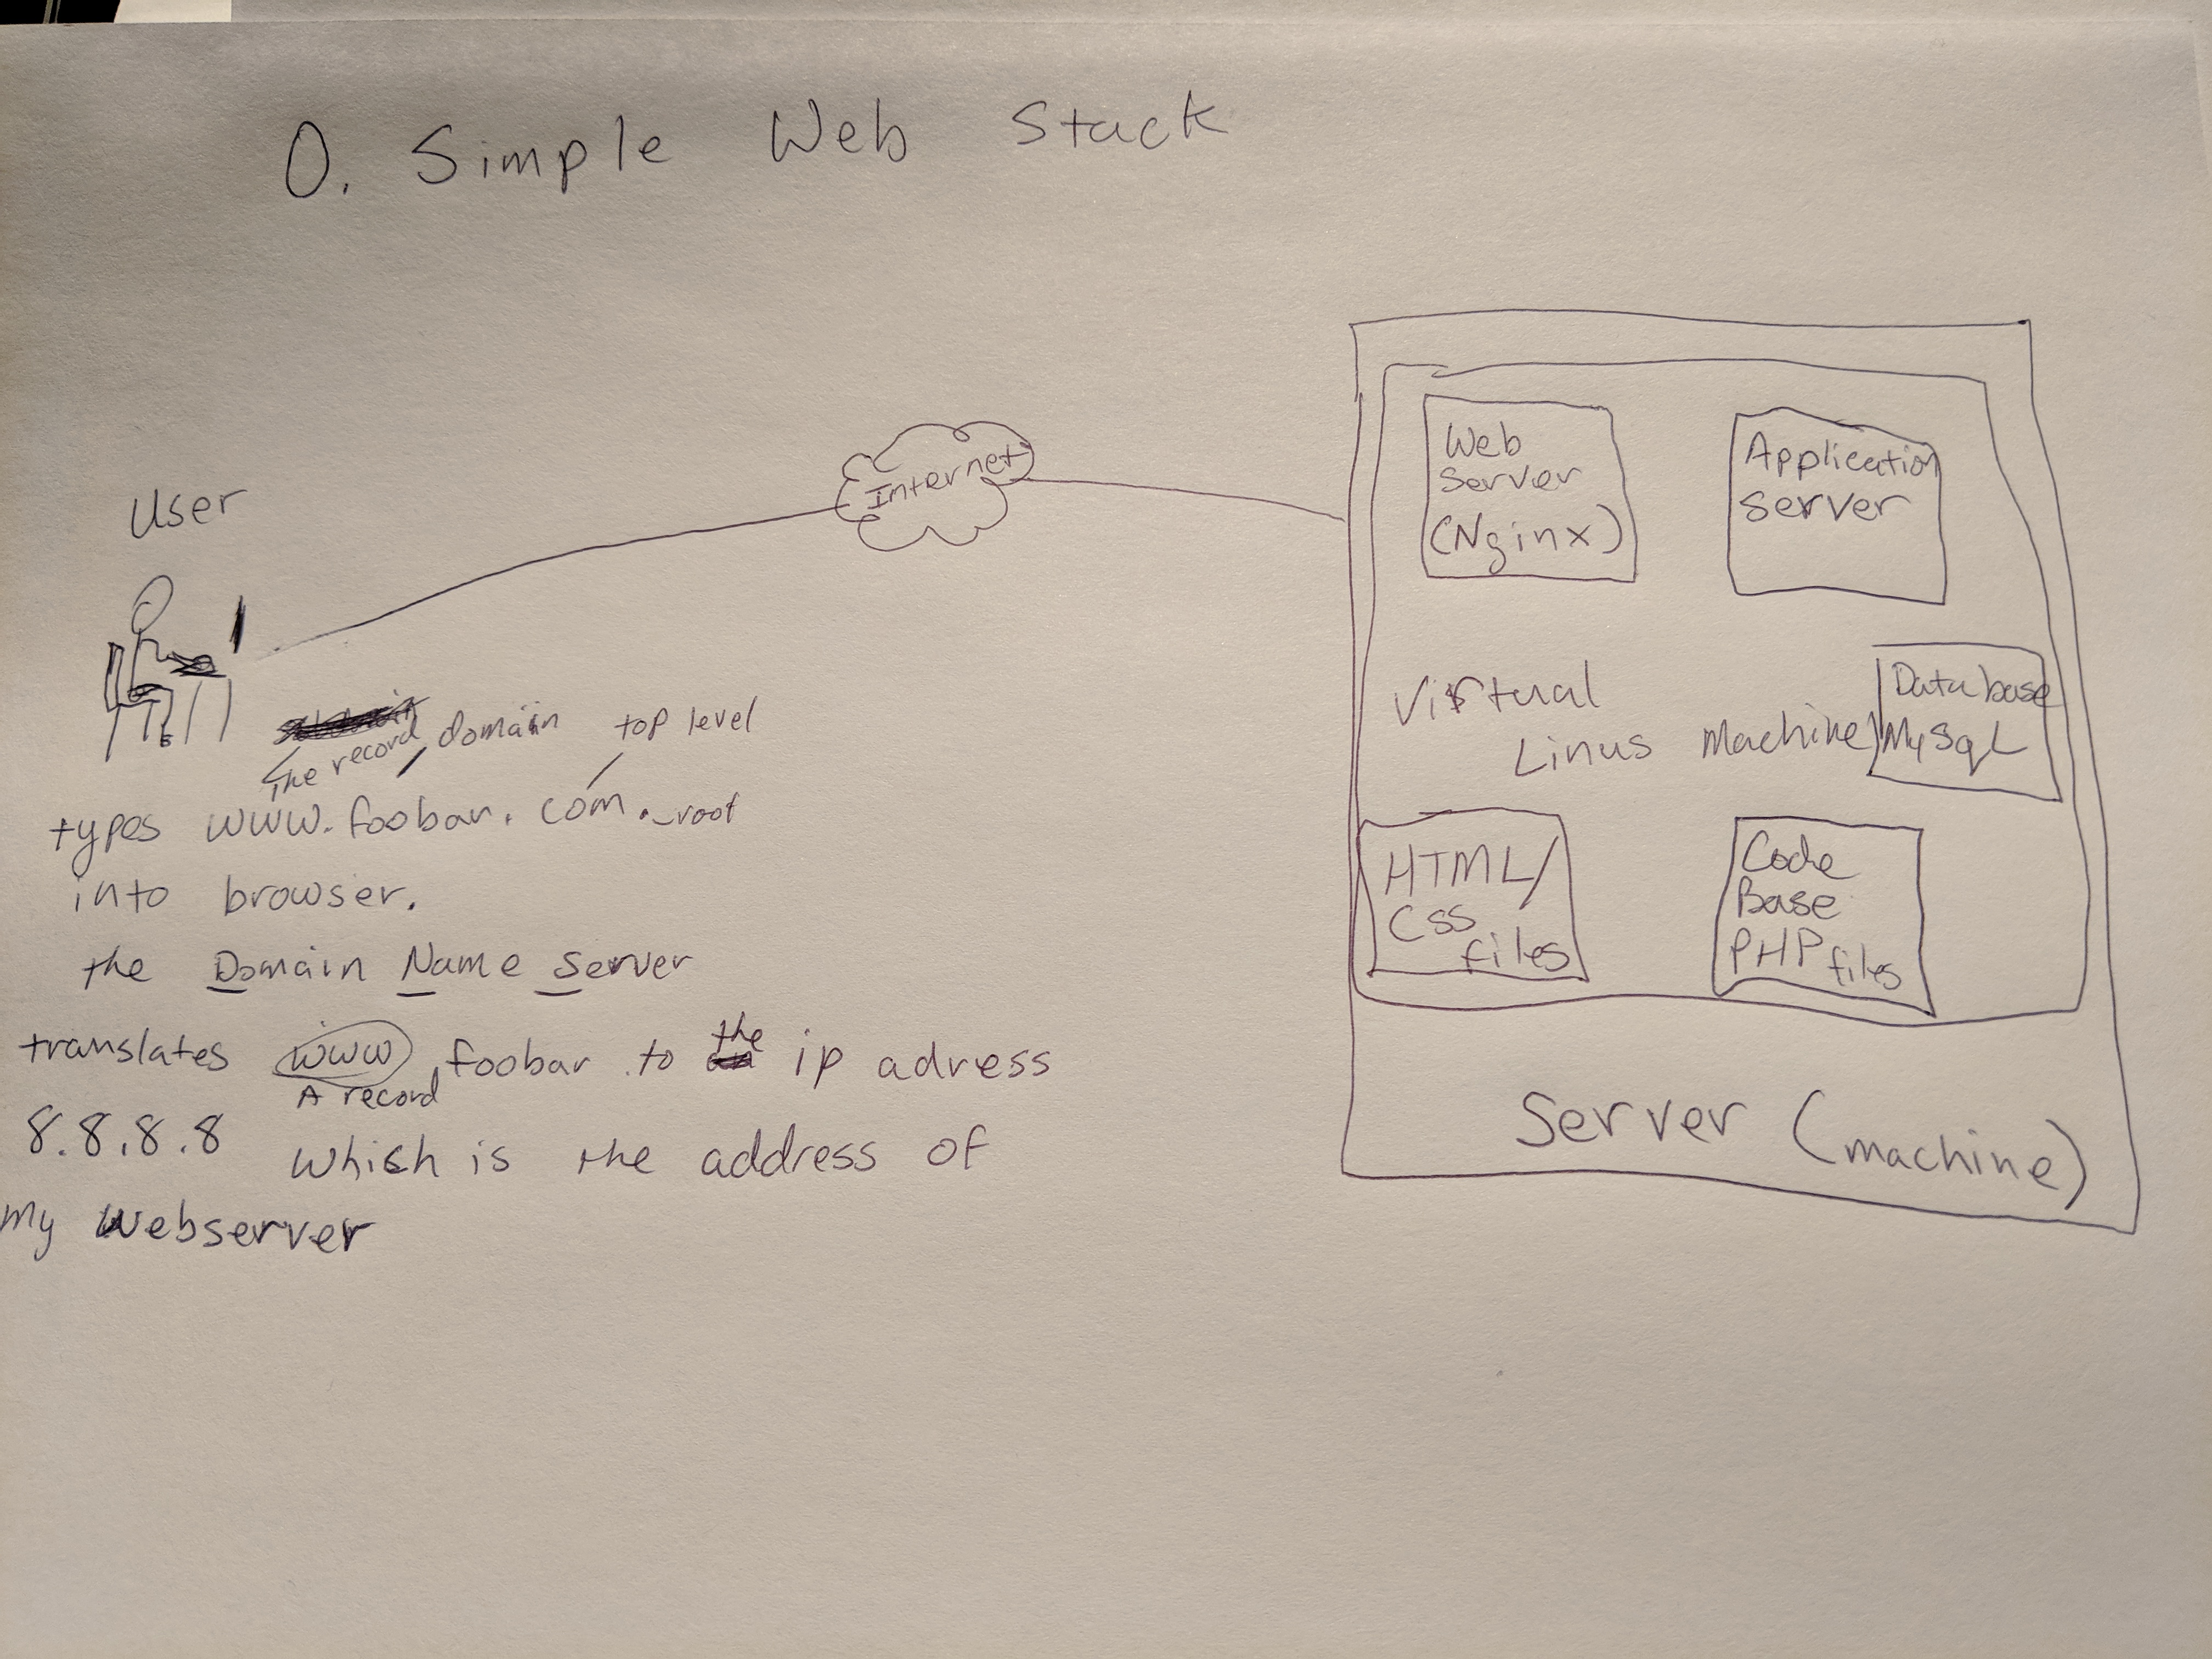 0. Simple Web Stack
User
Internet
domain top level
The record
types www.foobar.com. root
into browser.
the Domain Name Server
translates www foobar to the ip adress
A record
8.8.8.8 which is the address of
my webserver
Web
Server
(Nginx)
Application
Server
Virtual
Linus Machine
Database
MySqL
HTML/
CSS
files
Code
Base
PHP files
Server (machine)